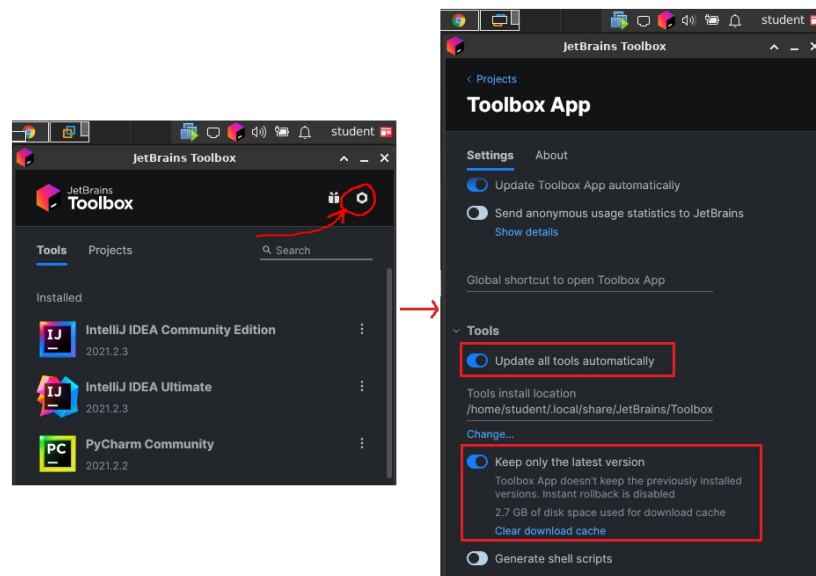 student
JetBrains Toolbox
JetBrains
Toolbox
Tools
Projects
Search
Installed
IntelliJ IDEA Community Edition
2021.2.3
IntelliJ IDEA Ultimate
2021.2.3
PyCharm Community
2021.2.2
IJ
IJ
PC
student
JetBrains Toolbox
< Projects
Toolbox App
Settings
About
Update Toolbox App automatically
Send anonymous usage statistics to JetBrains
Show details
Global shortcut to open Toolbox App
Tools
Update all tools automatically
Tools install location
/home/student/.local/share/JetBrains/Toolbox
Change...
Keep only the latest version
Toolbox App doesn't keep the previously installed
versions. Instant rollback is disabled
2.7 GB of disk space used for download cache
Clear download cache
Generate shell scripts